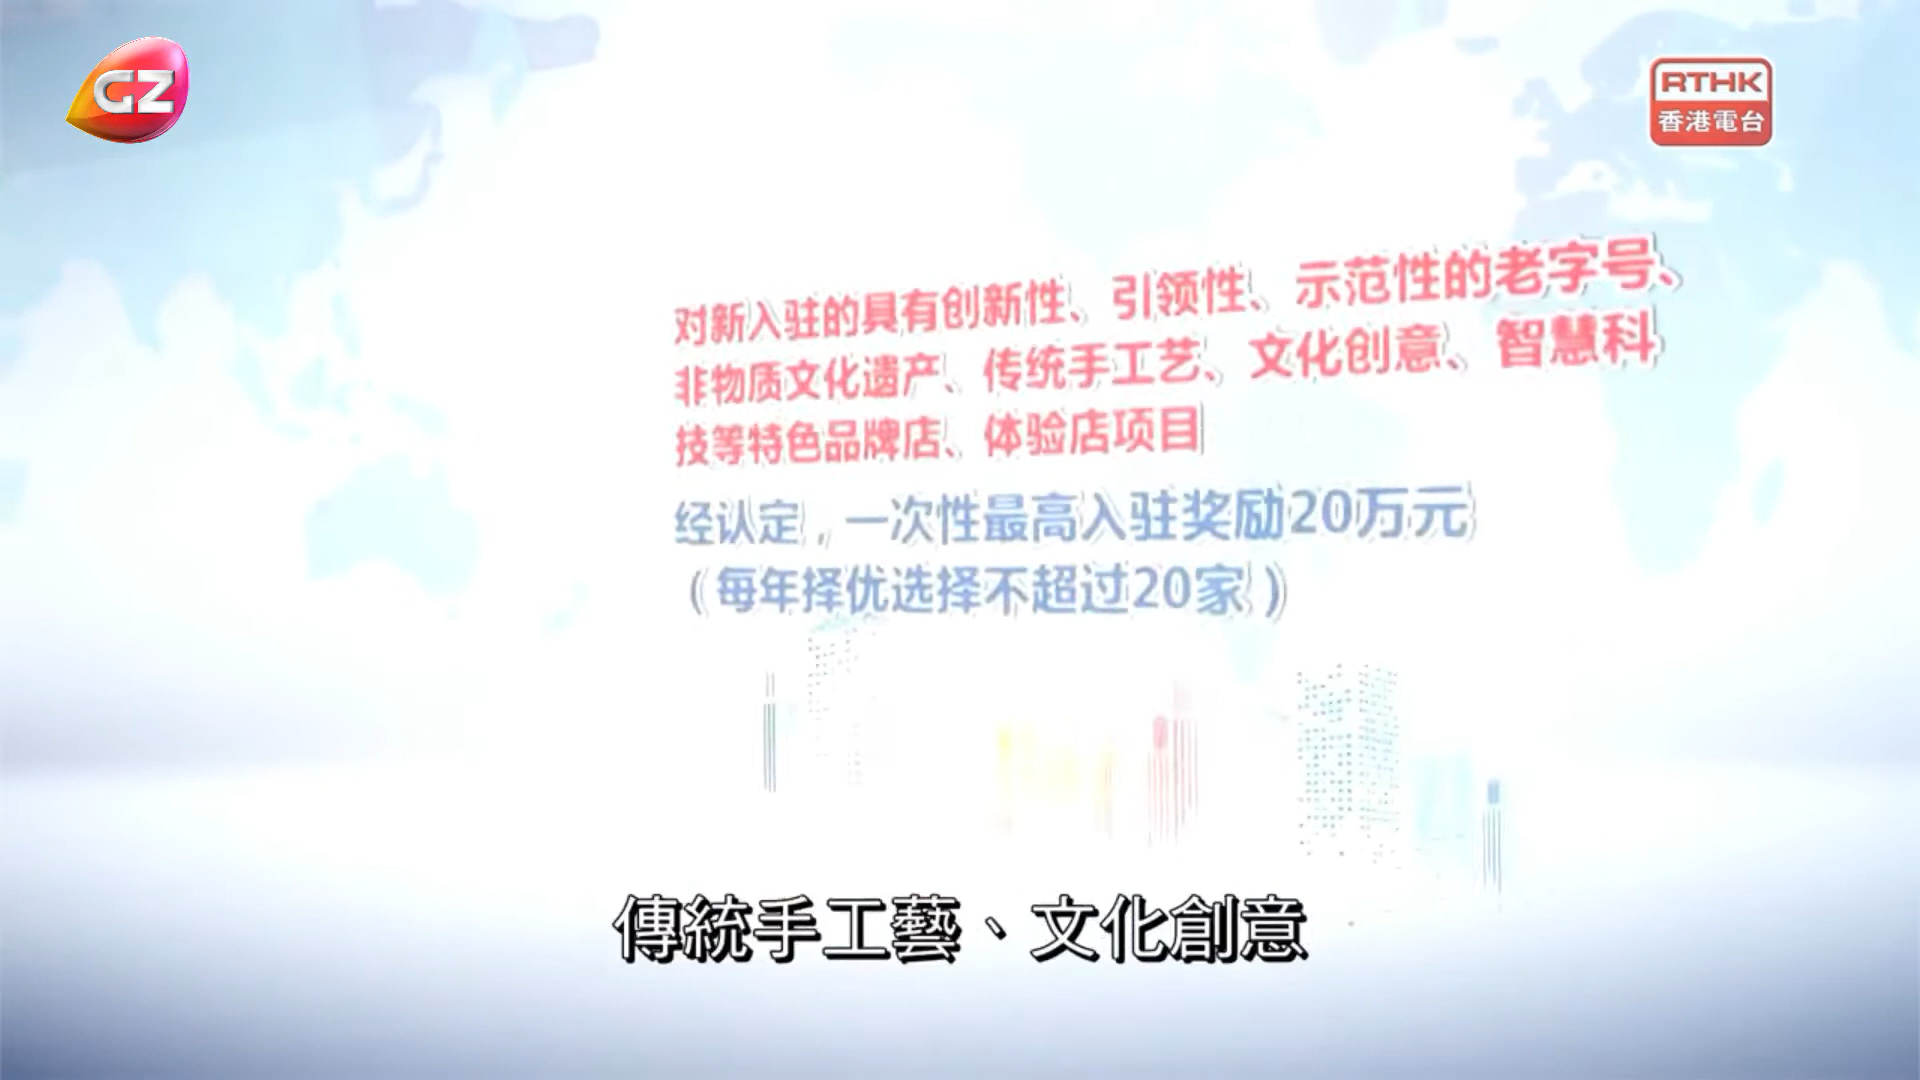 GZ
RTHK
香港電台
对新入驻的具有创新性、引领性、示范性的老字号、
非物质文化遗产、传统手工艺、文化创意、智慧科
技等特色品牌店、体验店项目
经认定，一次性最高入驻奖励20万元
（每年择优选择不超过20家）
傳統手工藝、文化創意